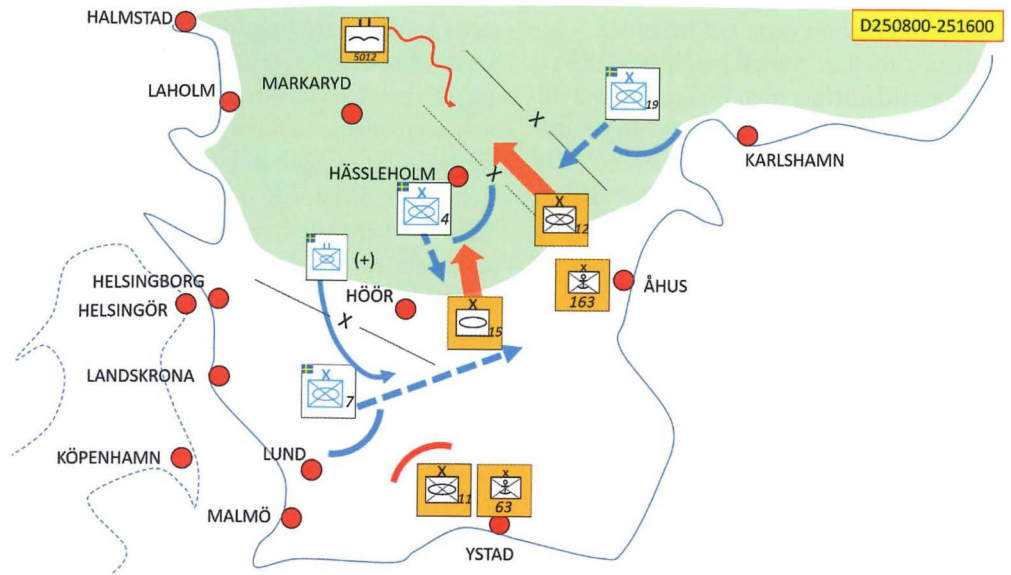 HALMSTAD
D250800-251600
5012
LAHOLM
MARKARYD
X
19
X
KARLSHAMN
HÄSSLEHOLM
X
X
4
X
12
(+)
X
163
ÅHUS
HELSINGBORG
HELSINGÖR
HÖÖR
X
X
15
LANDSKRONA
X
7
KÖPENHAMN
LUND
X
11
X
63
MALMÖ
YSTAD